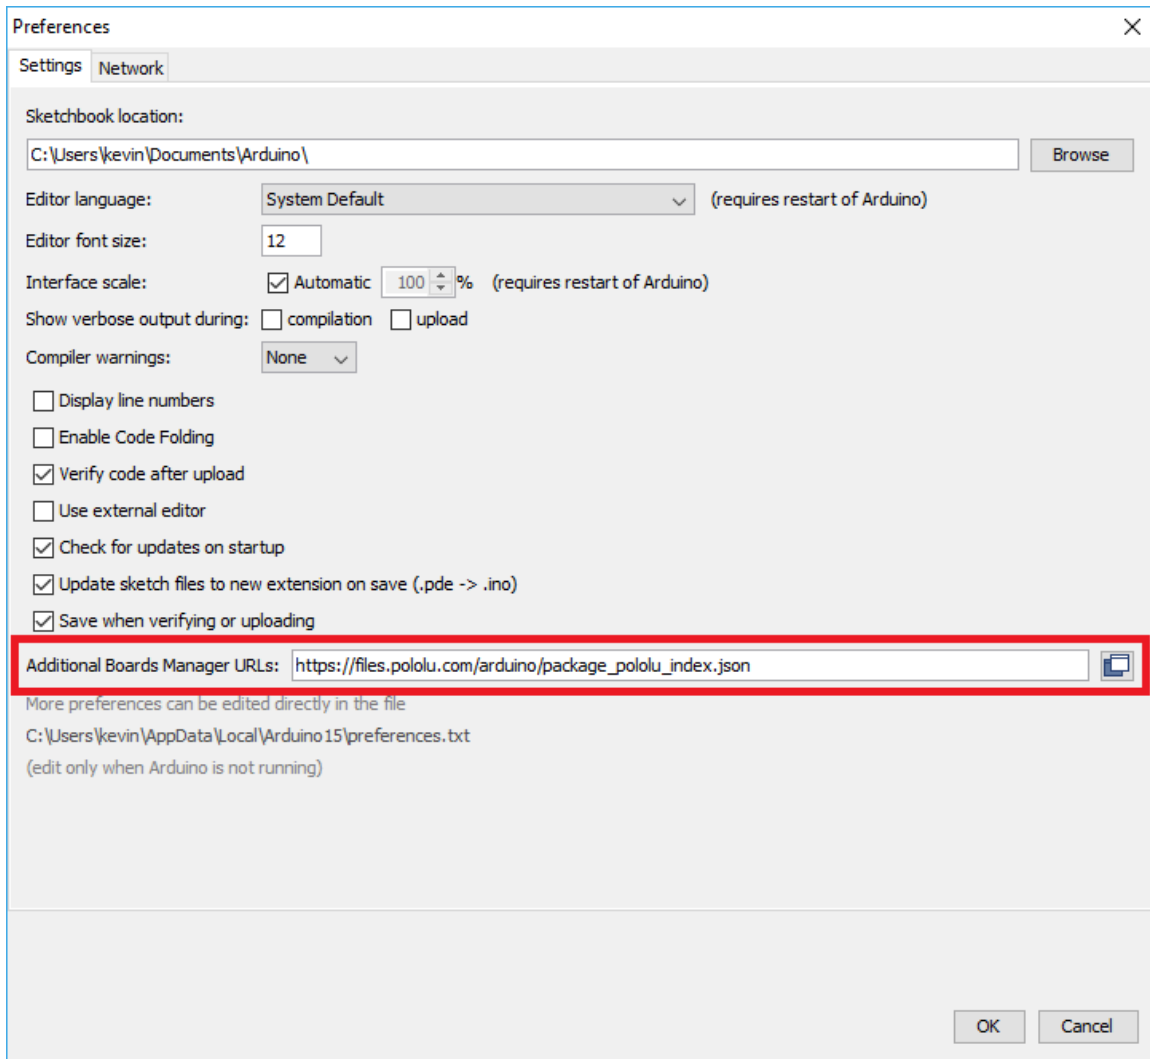 Preferences
Settings Network
Sketchbook location:
C:\Users\kevin\Documents\Arduino\ Browse
Editor language: System Default (requires restart of Arduino)
Editor font size: 12
Interface scale: Automatic 100 % (requires restart of Arduino)
Show verbose output during: compilation upload
Compiler warnings: None
Display line numbers
Enable Code Folding
Verify code after upload
Use external editor
Check for updates on startup
Update sketch files to new extension on save (.pde -> .ino)
Save when verifying or uploading
Additional Boards Manager URLs: https://files.pololu.com/arduino/package_pololu_index.json
More preferences can be edited directly in the file
C:\Users\kevin\AppData\Local\Arduino15\preferences.txt
(edit only when Arduino is not running)
OK Cancel